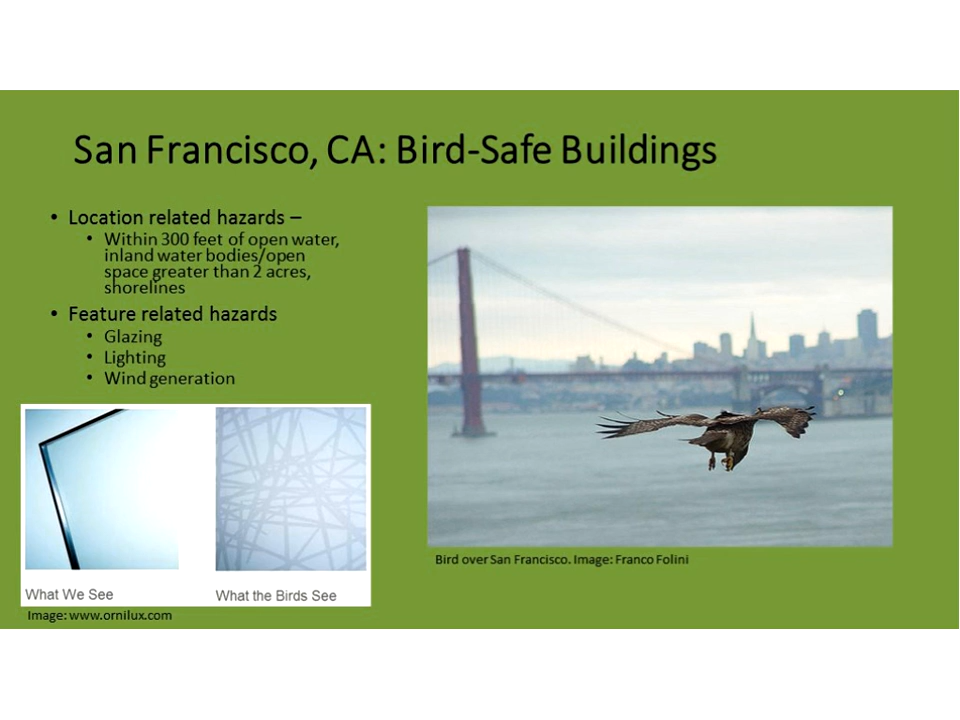 San Francisco, CA: Bird-Safe Buildings
• Location related hazards –
• Within 300 feet of open water,
inland water bodies/open
space greater than 2 acres,
shorelines
• Feature related hazards
• Glazing
• Lighting
• Wind generation
What We See
What the Birds See
Image: www.ornilux.com
Bird over San Francisco. Image: Franco Folini